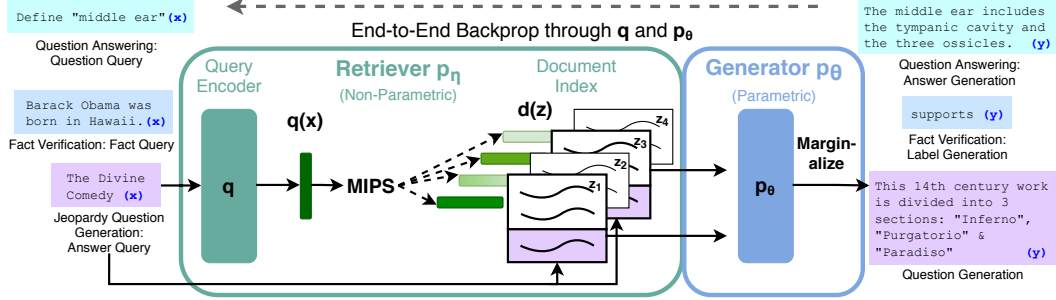 Define "middle ear"(x)
Question Answering:
Question Query
Barack Obama was
born in Hawaii.(x)
Fact Verification: Fact Query
The Divine
Comedy (x)
Jeopardy Question
Generation:
Answer Query
End-to-End Backprop through q and pθ
Query
Encoder
Retriever pη
(Non-Parametric)
Document
Index
q
q(x)
MIPS
d(z)
z4
z3
z2
z1
Generator pθ
(Parametric)
pθ
Margin-
alize
The middle ear includes
the tympanic cavity and
the three ossicles. (y)
Question Answering:
Answer Generation
supports (y)
Fact Verification:
Label Generation
This 14th century work
is divided into 3
sections: "Inferno",
"Purgatorio" &
"Paradiso" (y)
Question Generation